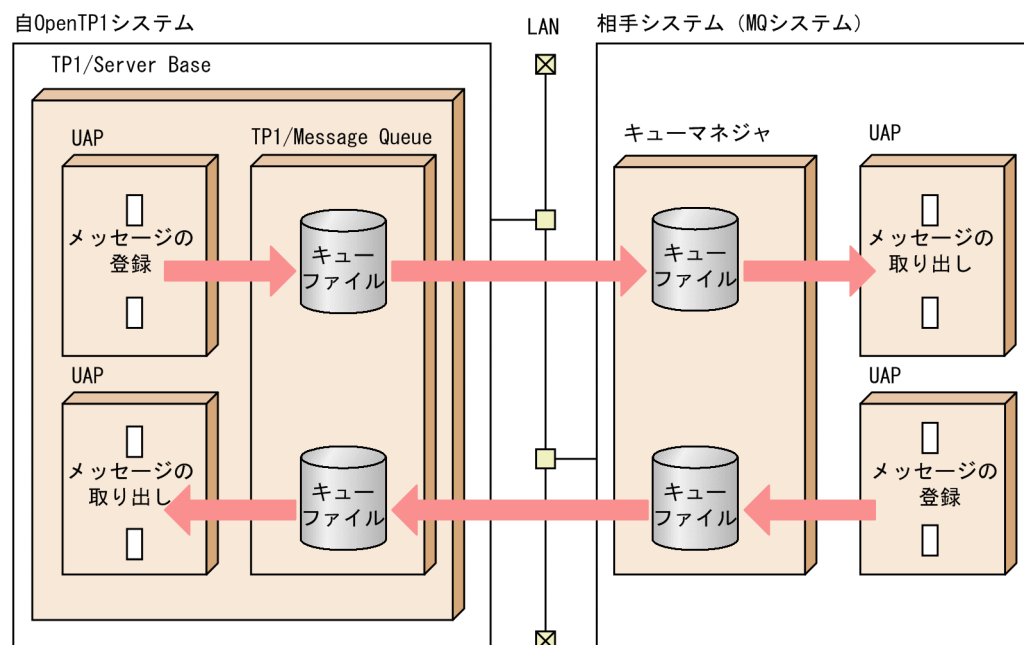 自OpenTP1システム
LAN
相手システム（MQシステム）
TP1/Server Base
UAP
TP1/Message Queue
キューマネジャ
UAP
メッセージの
登録
キュー
ファイル
キュー
ファイル
メッセージの
取り出し
UAP
UAP
メッセージの
取り出し
キュー
ファイル
キュー
ファイル
メッセージの
登録